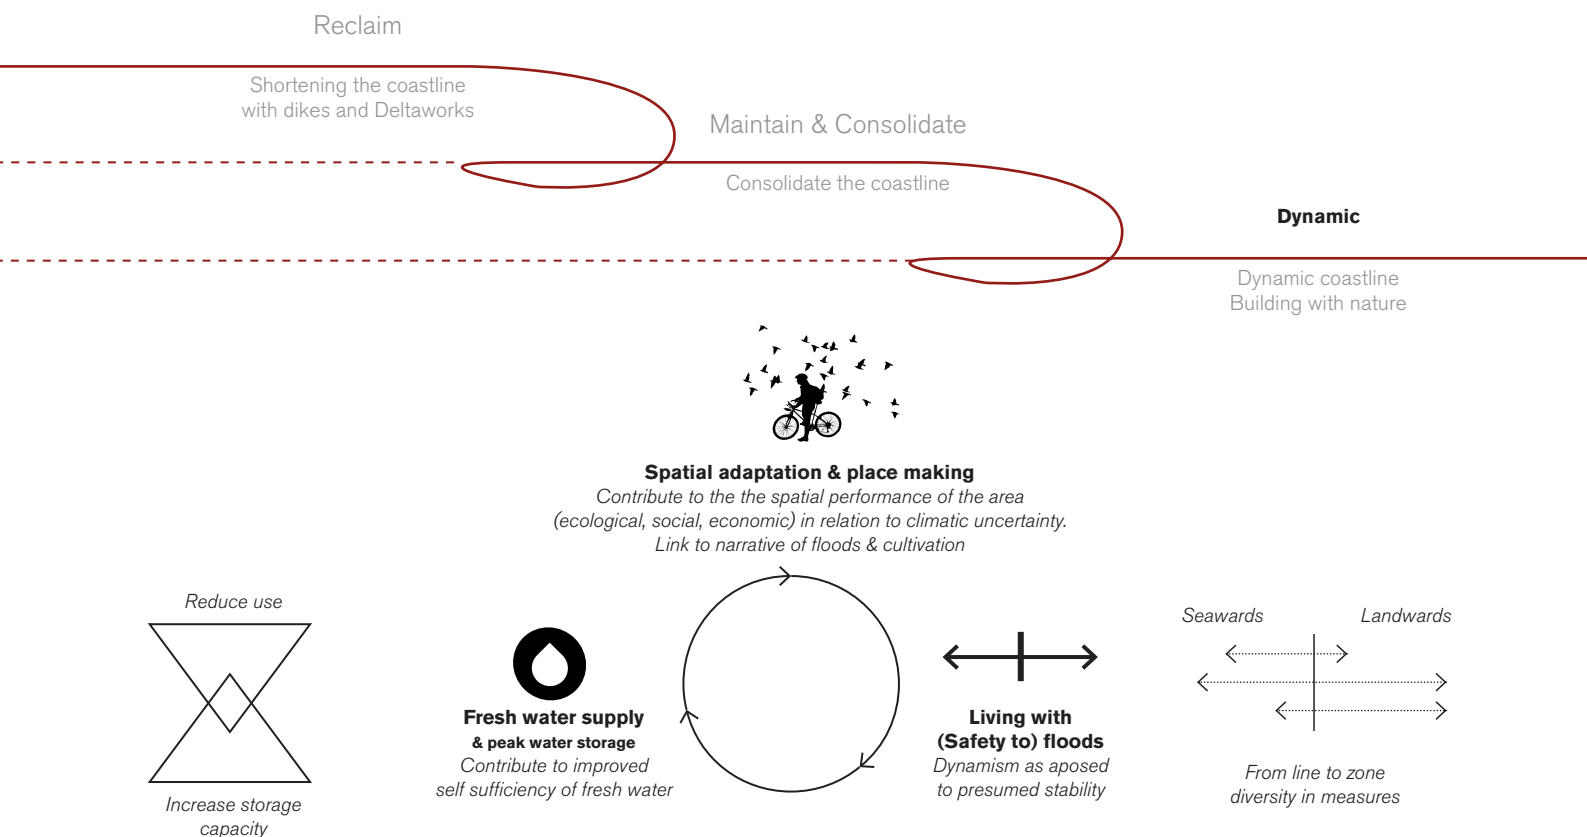 Reclaim
Shortening the coastline
with dikes and Deltaworks
Maintain & Consolidate
Consolidate the coastline
Dynamic
Dynamic coastline
Building with nature
Spatial adaptation & place making
Contribute to the the spatial performance of the area
(ecological, social, economic) in relation to climatic uncertainty.
Link to narrative of floods & cultivation
Reduce use
Increase storage
capacity
Fresh water supply
& peak water storage
Contribute to improved
self sufficiency of fresh water
Living with
(Safety to) floods
Dynamism as aposed
to presumed stability
Seawards
Landwards
From line to zone
diversity in measures